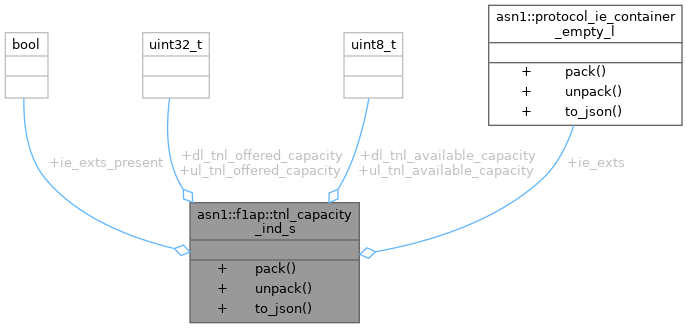 asn1::protocol_ie_container
_empty_l
+ pack()
+ unpack()
+ to_json()
bool
uint32_t
uint8_t
+ie_exts_present
+dl_tnl_offered_capacity
+ul_tnl_offered_capacity
+dl_tnl_available_capacity
+ul_tnl_available_capacity
+ie_exts
asn1::f1ap::tnl_capacity
_ind_s
+ pack()
+ unpack()
+ to_json()